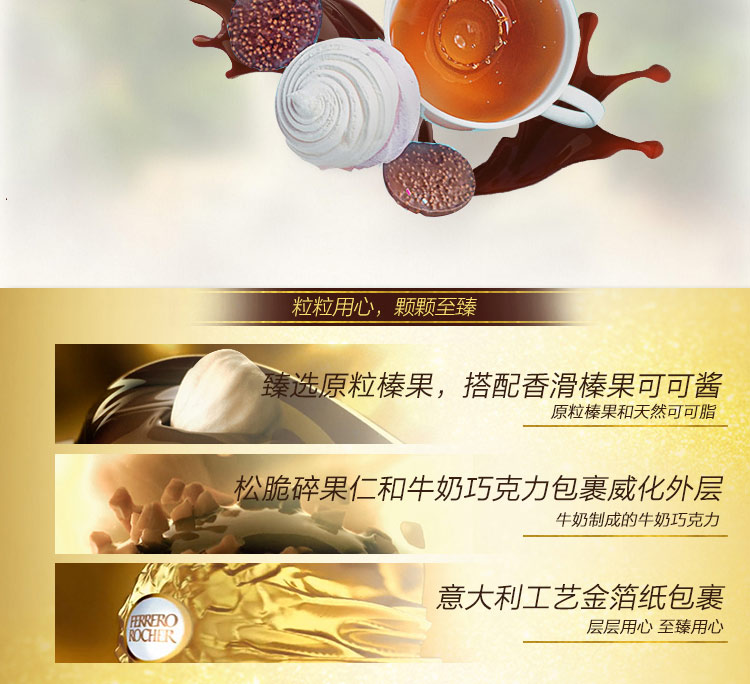 粒粒用心，颗颗至臻
臻选原粒榛果，搭配香滑榛果可可酱
原粒榛果和天然可可脂
松脆碎果仁和牛奶巧克力包裹威化外层
牛奶制成的牛奶巧克力
意大利工艺金箔纸包裹
层层用心 至臻用心
FERRERO
ROCHER